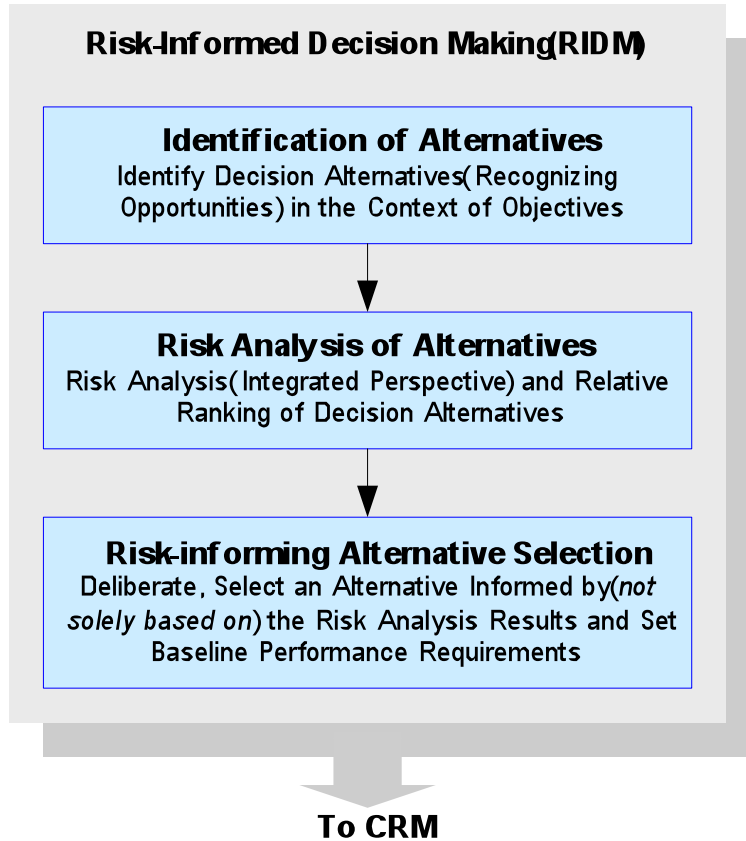 Risk-Informed Decision Making(RIDM)
Identification of Alternatives
Identify Decision Alternatives(Recognizing
Opportunities) in the Context of Objectives
Risk Analysis of Alternatives
Risk Analysis(Integrated Perspective) and Relative
Ranking of Decision Alternatives
Risk-informing Alternative Selection
Deliberate, Select an Alternative Informed by(not
solely based on) the Risk Analysis Results and Set
Baseline Performance Requirements
To CRM